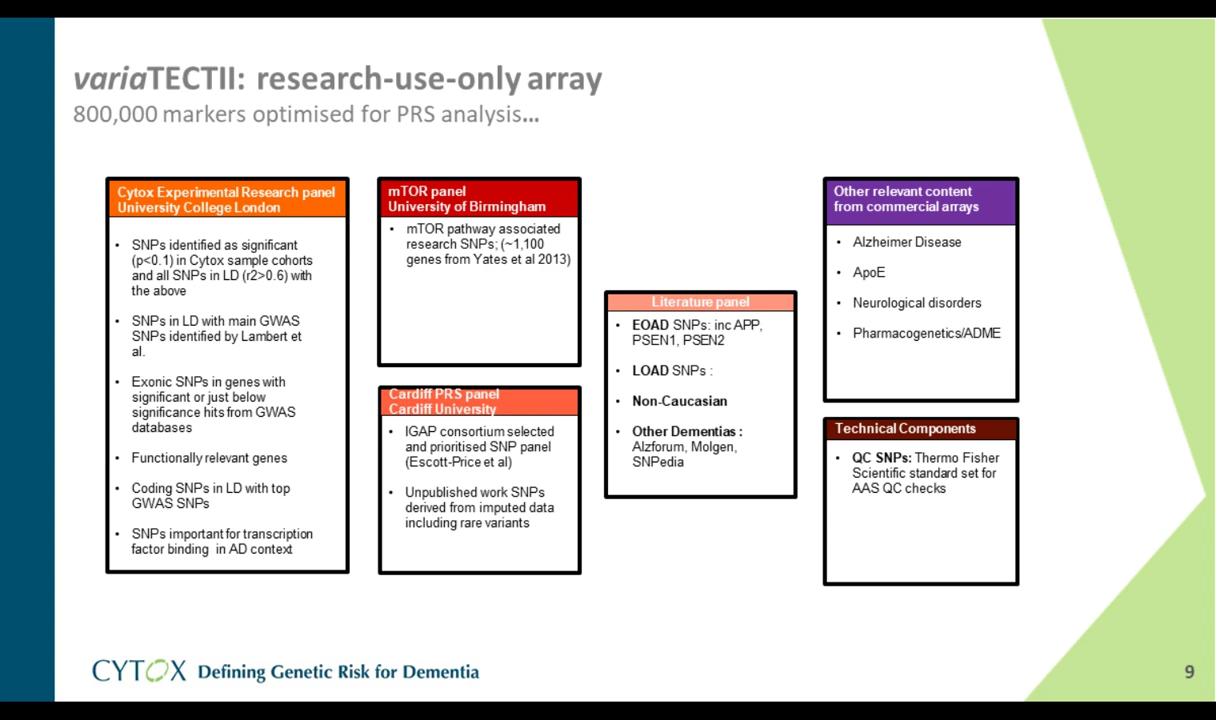 variaTECTII: research-use-only array
800,000 markers optimised for PRS analysis...
Cytox Experimental Research panel
University College London
• SNPs identified as significant
(p<0.1) in Cytox sample cohorts
and all SNPs in LD (r2>0.6) with
the above
• SNPs in LD with main GWAS
SNPs identified by Lambert et
al.
• Exonic SNPs in genes with
significant or just below
significance hits from GWAS
databases
• Functionally relevant genes
• Coding SNPs in LD with top
GWAS SNPs
• SNPs important for transcription
factor binding in AD context
mTOR panel
University of Birmingham
• mTOR pathway associated
research SNPs; (~1,100
genes from Yates et al 2013)
Cardiff PRS panel
Cardiff University
• IGAP consortium selected
and prioritised SNP panel
(Escott-Price et al)
• Unpublished work SNPs
derived from imputed data
including rare variants
Literature panel
• EOAD SNPs: inc APP,
PSEN1, PSEN2
• LOAD SNPs :
• Non-Caucasian
• Other Dementias :
Alzforum, Molgen,
SNPedia
Other relevant content
from commercial arrays
• Alzheimer Disease
• ApoE
• Neurological disorders
• Pharmacogenetics/ADME
Technical Components
• QC SNPs: Thermo Fisher
Scientific standard set for
AAS QC checks
CYTOX Defining Genetic Risk for Dementia
9